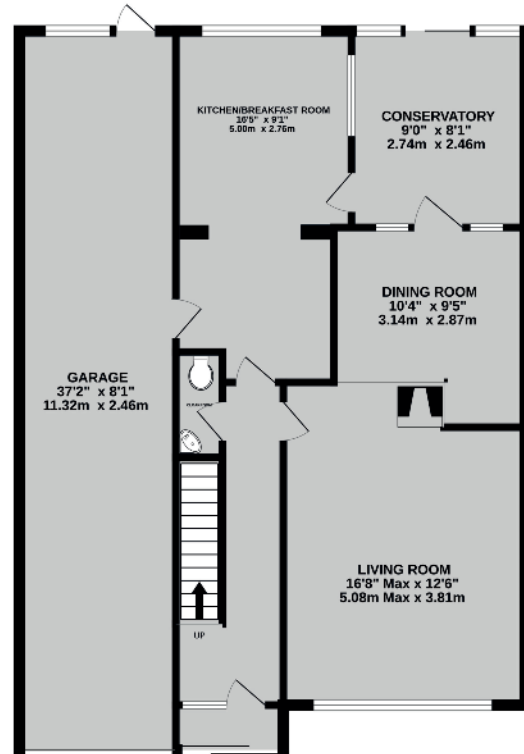 KITCHEN/BREAKFAST ROOM
16'5" x 9'1"
5.00m x 2.76m
CONSERVATORY
9'0" x 8'1"
2.74m x 2.46m
DINING ROOM
10'4" x 9'5"
3.14m x 2.87m
GARAGE
37'2" x 8'1"
11.32m x 2.46m
LIVING ROOM
16'8" Max x 12'6"
5.08m Max x 3.81m
UP